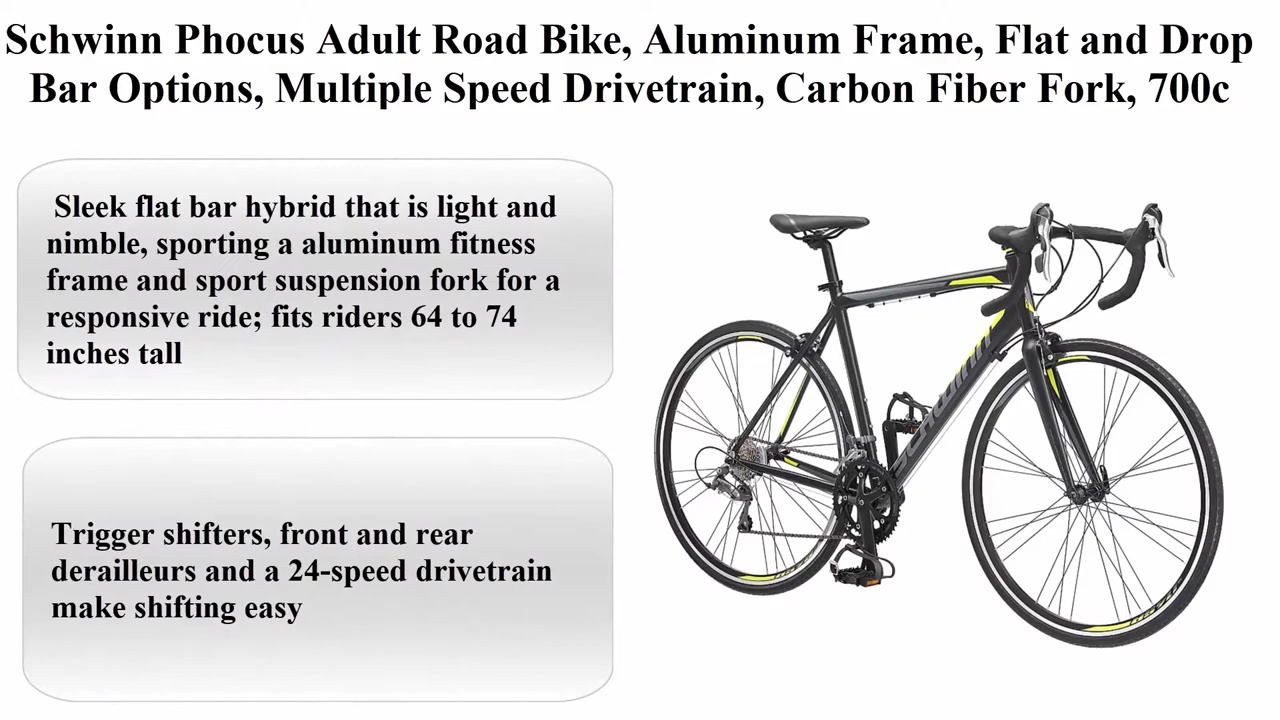 Schwinn Phocus Adult Road Bike, Aluminum Frame, Flat and Drop
Bar Options, Multiple Speed Drivetrain, Carbon Fiber Fork, 700c
Sleek flat bar hybrid that is light and
nimble, sporting a aluminum fitness
frame and sport suspension fork for a
responsive ride; fits riders 64 to 74
inches tall
Trigger shifters, front and rear
derailleurs and a 24-speed drivetrain
make shifting easy
SCHWINN